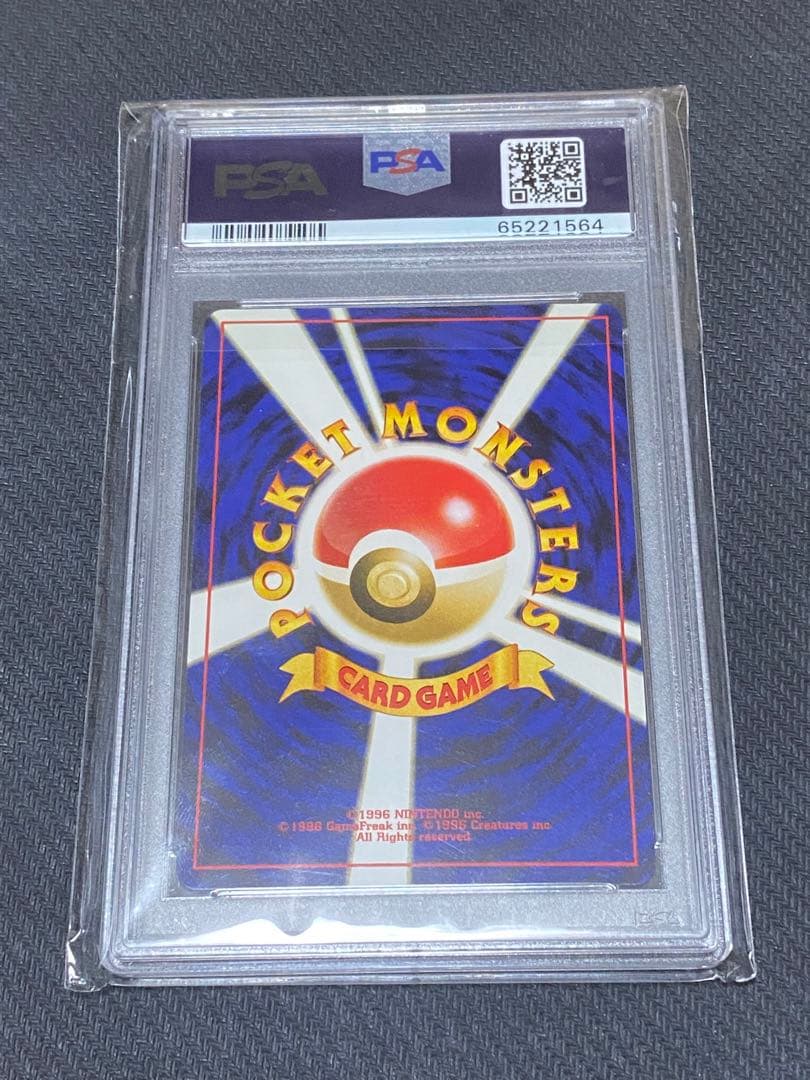 PSA
PSA
65221564
POCKET MONSTERS
CARD GAME
©1996 NINTENDO inc.
©1996 GameFreak inc. ©1996 Creatures inc.
All Rights reserved.
PSA